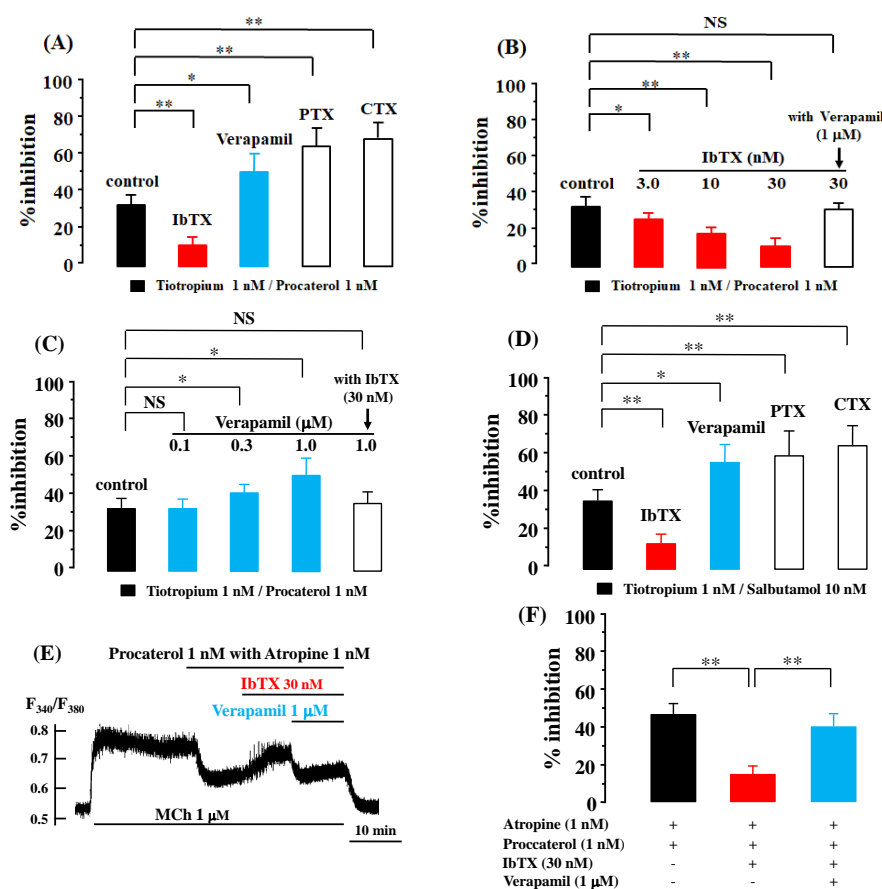 (A)
**
**
*
**
% inhibition
100
80
60
40
20
0
control
IbTX
Verapamil
PTX
CTX
Tiotropium 1 nM / Procaterol 1 nM
(B)
NS
**
**
*
% inhibition
100
80
60
40
20
0
with Verapamil
(1 μM)
IbTX (nM)
control
3.0 10 30 30
Tiotropium 1 nM / Procaterol 1 nM
(C)
NS
*
*
NS
% inhibition
100
80
60
40
20
0
with IbTX
(30 nM)
Verapamil (μM)
0.1 0.3 1.0 1.0
control
Tiotropium 1 nM / Procaterol 1 nM
(D)
**
**
*
**
% inhibition
100
80
60
40
20
0
control
IbTX
Verapamil
PTX
CTX
Tiotropium 1 nM / Salbutamol 10 nM
(E)
Procaterol 1 nM with Atropine 1 nM
IbTX 30 nM
Verapamil 1 μM
F340/F380
0.8
0.7
0.6
0.5
MCh 1 μM
10 min
(F)
% inhibition
100
80
60
40
20
0
** **
Atropine (1 nM) + + +
Proccaterol (1 nM) + + +
IbTX (30 nM) - + +
Verapamil (1 μM) - - +